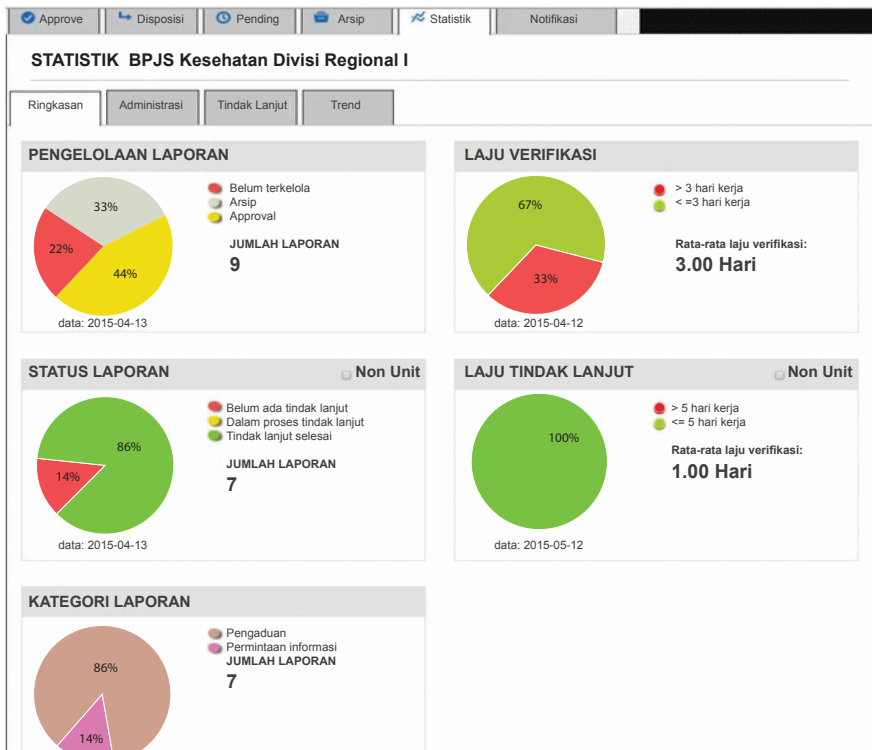 Approve Disposisi Pending Arsip Statistik Notifikasi
STATISTIK BPJS Kesehatan Divisi Regional I
Ringkasan Administrasi Tindak Lanjut Trend
PENGELOLAAN LAPORAN
33%
22%
44%
Belum terkelola
Arsip
Approval
JUMLAH LAPORAN
9
data: 2015-04-13
LAJU VERIFIKASI
67%
33%
> 3 hari kerja
< =3 hari kerja
Rata-rata laju verifikasi:
3.00 Hari
data: 2015-04-12
STATUS LAPORAN Non Unit
86%
14%
Belum ada tindak lanjut
Dalam proses tindak lanjut
Tindak lanjut selesai
JUMLAH LAPORAN
7
data: 2015-04-13
LAJU TINDAK LANJUT Non Unit
100%
> 5 hari kerja
<= 5 hari kerja
Rata-rata laju verifikasi:
1.00 Hari
data: 2015-05-12
KATEGORI LAPORAN
86%
14%
Pengaduan
Permintaan informasi
JUMLAH LAPORAN
7